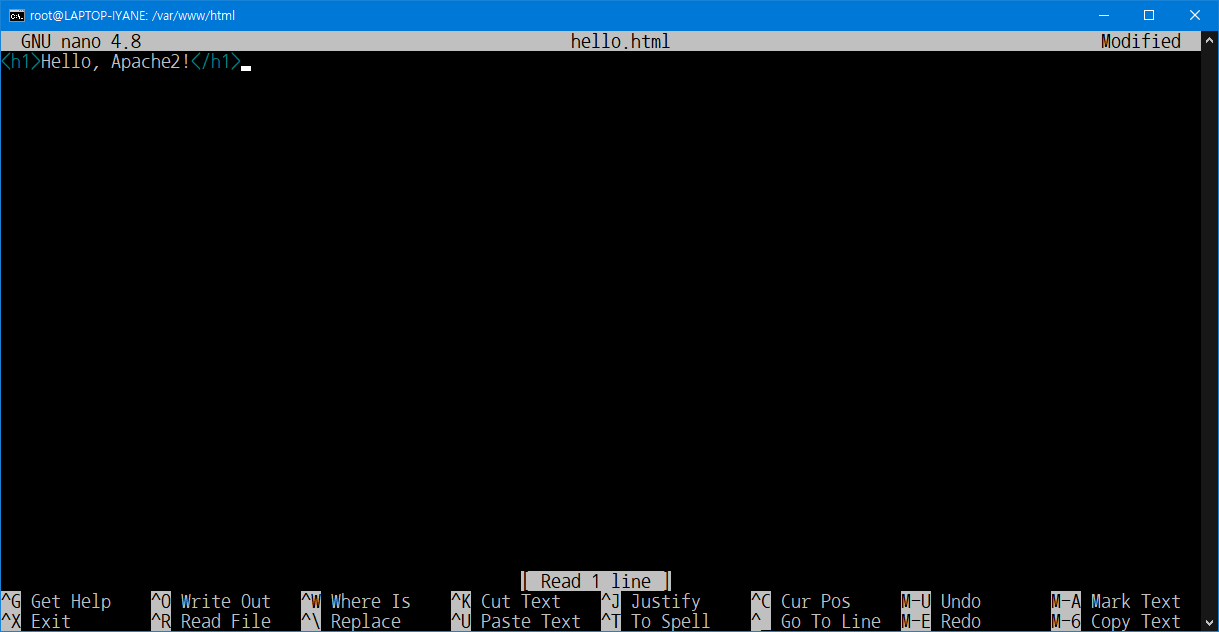 root@LAPTOP-IYANE: /var/www/html
GNU nano 4.8 hello.html Modified
<h1>Hello, Apache2!</h1>
[ Read 1 line ]
^G Get Help ^O Write Out ^W Where Is ^K Cut Text ^J Justify ^C Cur Pos M-U Undo M-A Mark Text
^X Exit ^R Read File ^\ Replace ^U Paste Text ^T To Spell ^_ Go To Line M-E Redo M-6 Copy Text